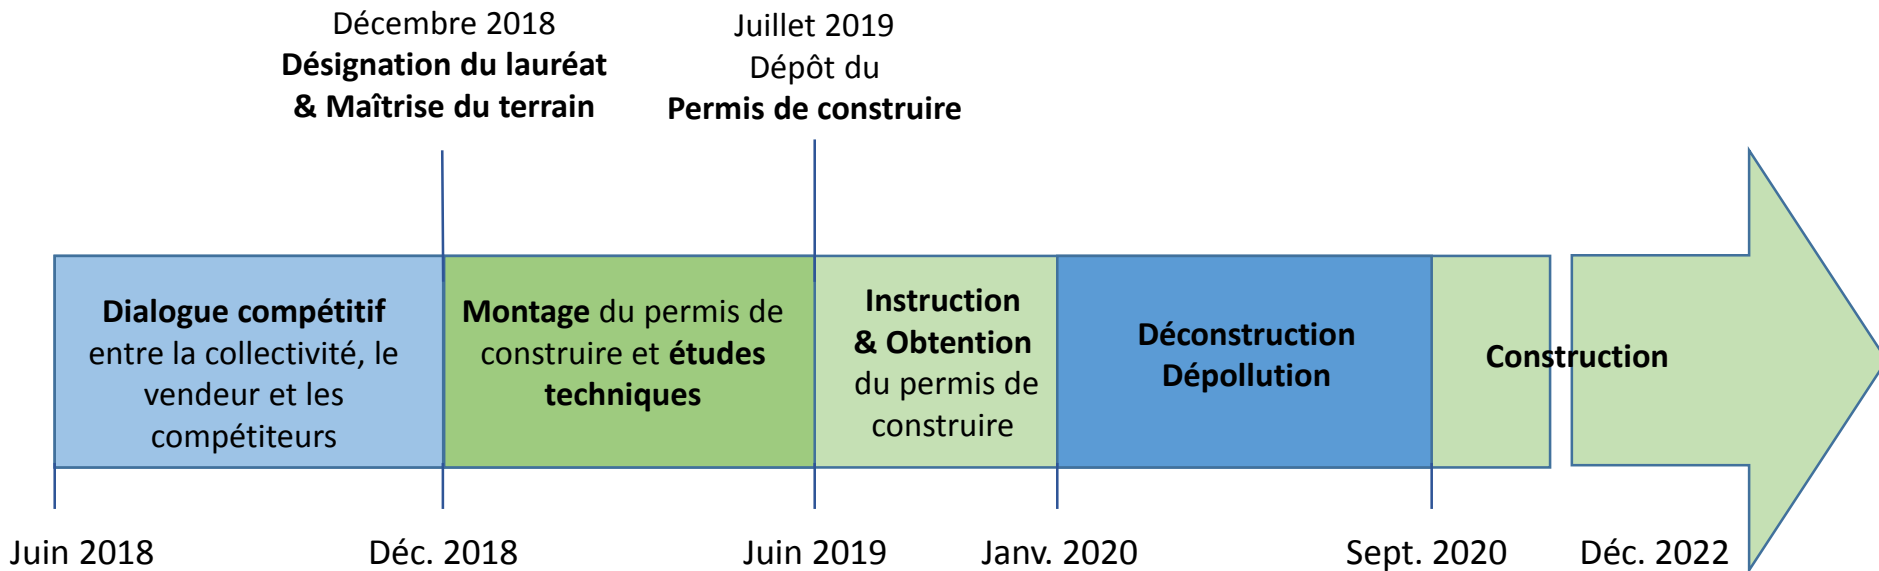 Décembre 2018
Désignation du lauréat
& Maîtrise du terrain
Juillet 2019
Dépôt du
Permis de construire
Dialogue compétitif
entre la collectivité, le
vendeur et les
compétiteurs
Montage du permis de
construire et études
techniques
Instruction
& Obtention
du permis de
construire
Déconstruction
Dépollution
Construction
Juin 2018
Déc. 2018
Juin 2019
Janv. 2020
Sept. 2020
Déc. 2022